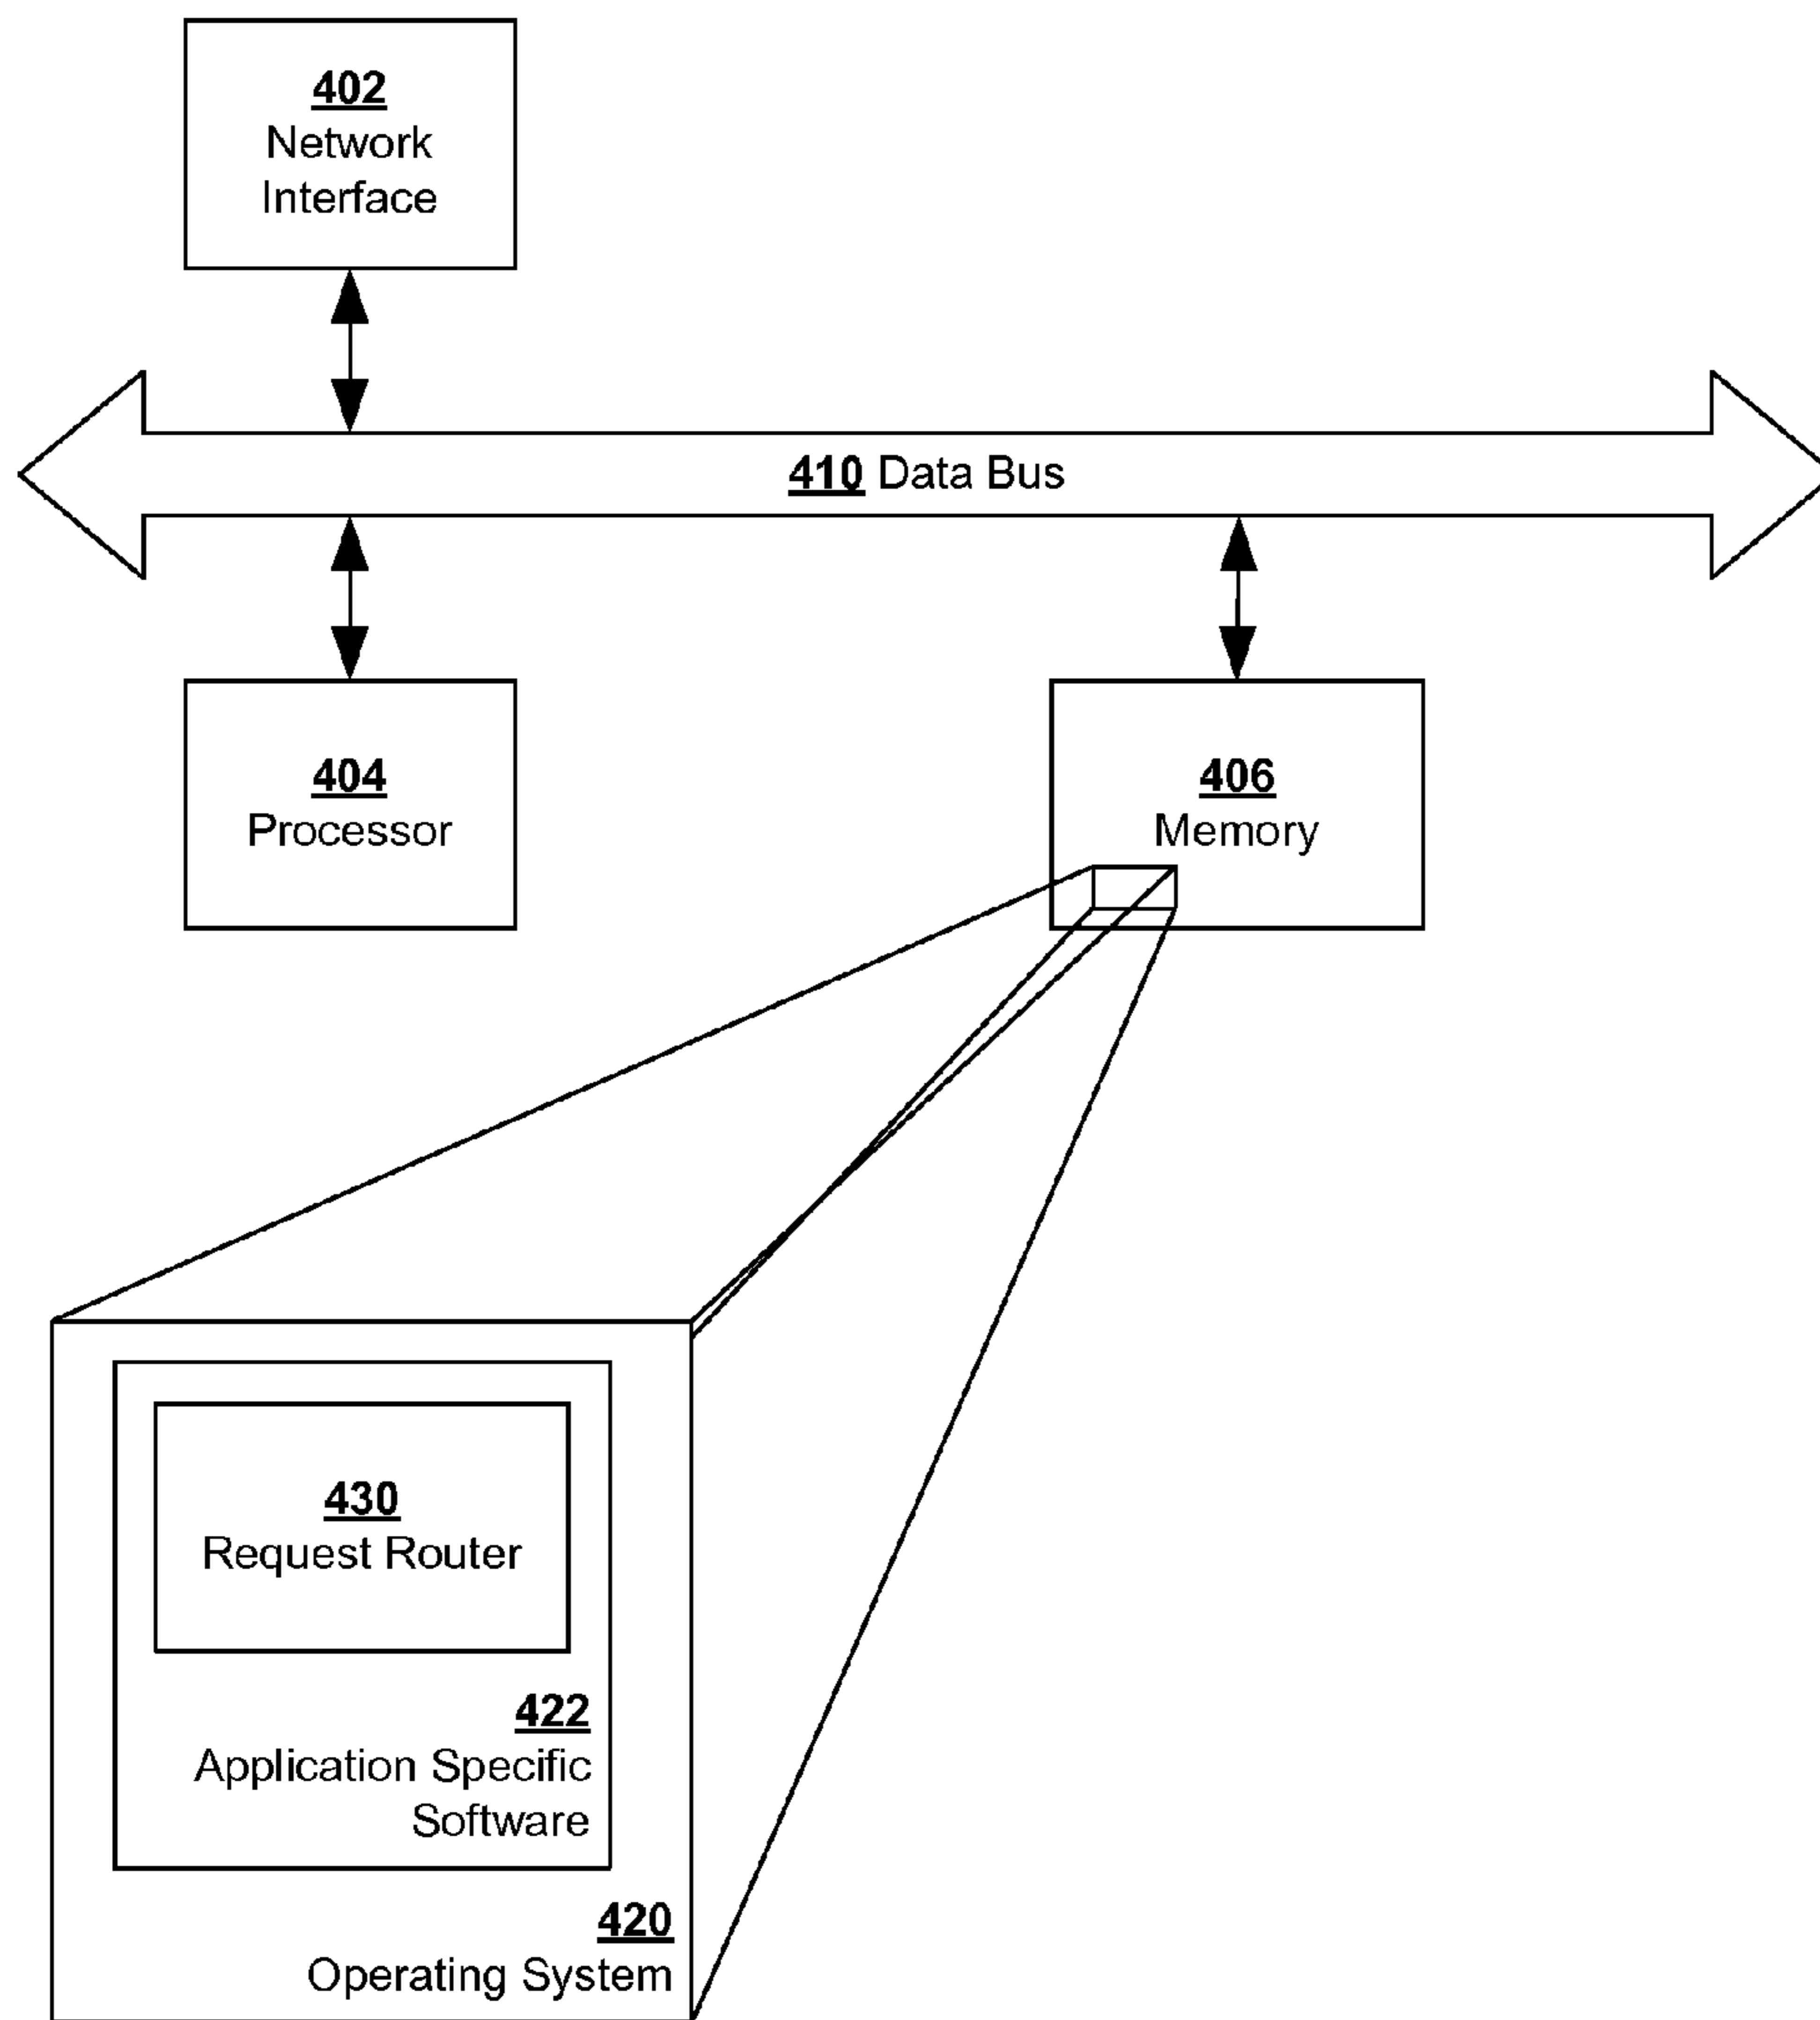 402
Network
Interface
410 Data Bus
404
Processor
406
Memory
430
Request Router
422
Application Specific
Software
420
Operating System